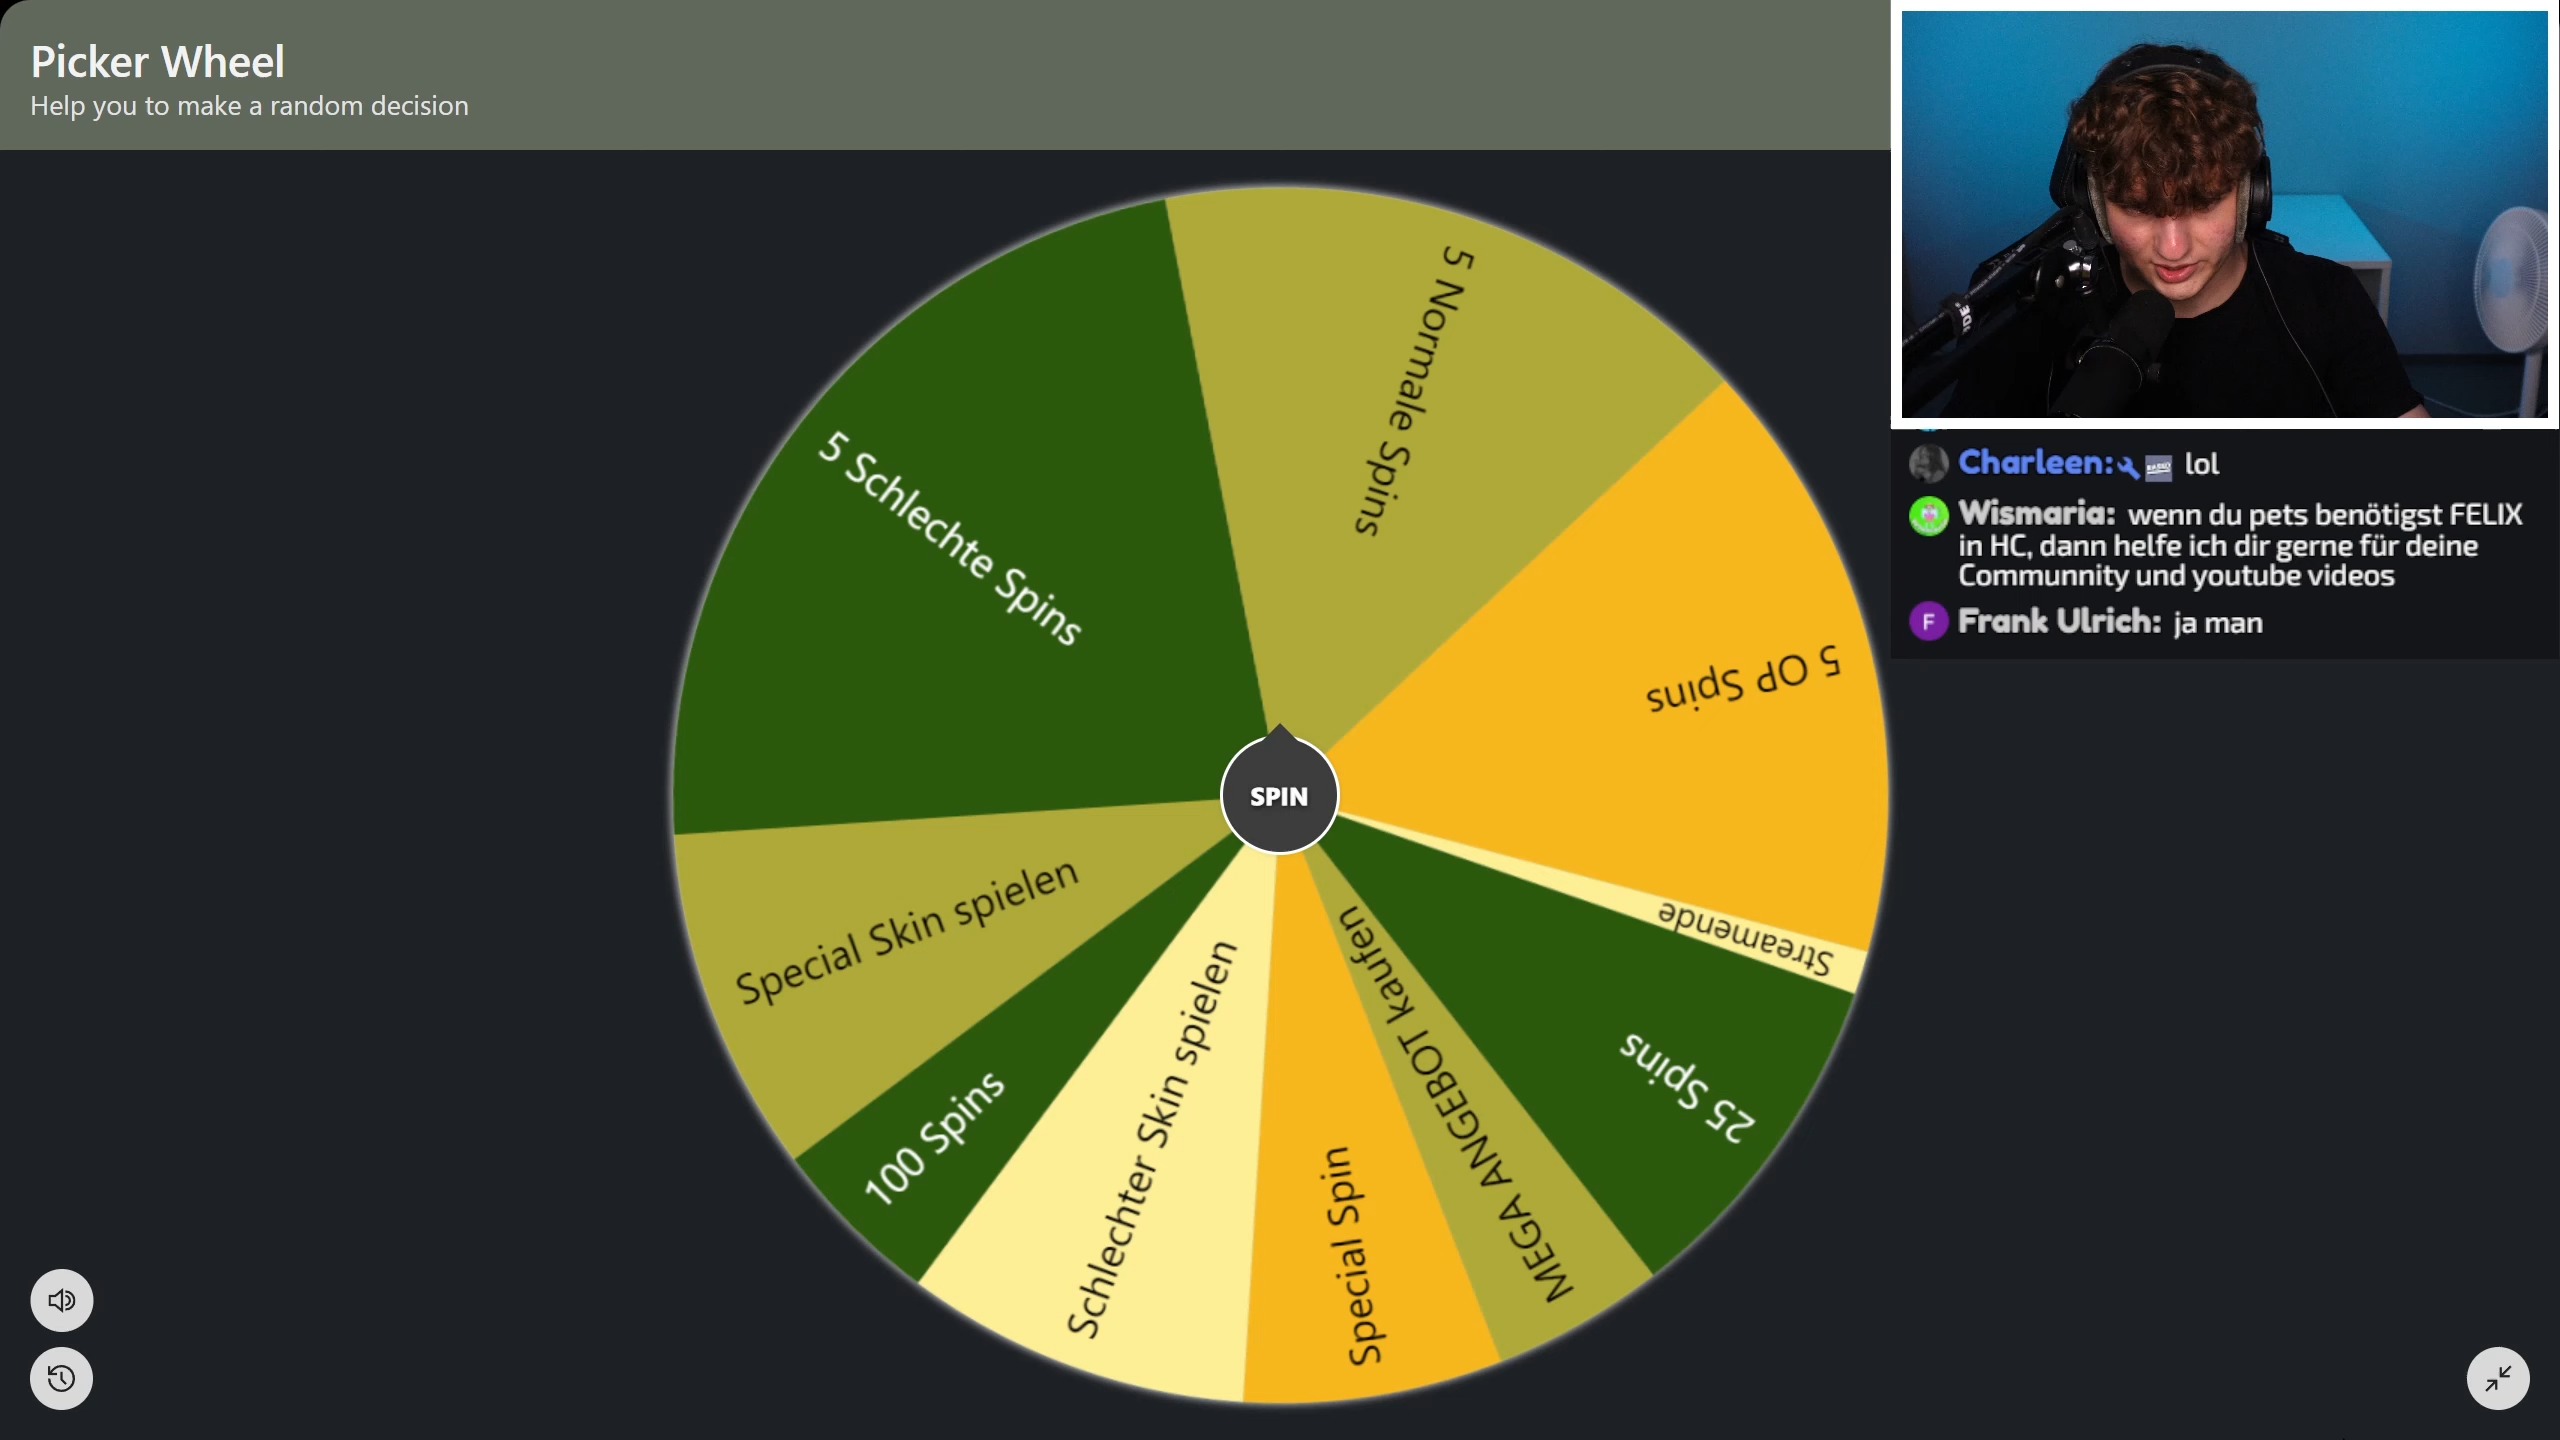 Picker Wheel
Help you to make a random decision
5 Normale Spins
5 OP Spins
Streamende
25 Spins
MEGA ANGEBOT kaufen
Special Spin
Schlechter Skin spielen
100 Spins
Special Skin spielen
5 Schlechte Spins
SPIN
Charleen: lol
Wismaria: wenn du pets benötigst FELIX
in HC, dann helfe ich dir gerne für deine
Communnity und youtube videos
F Frank Ulrich: ja man